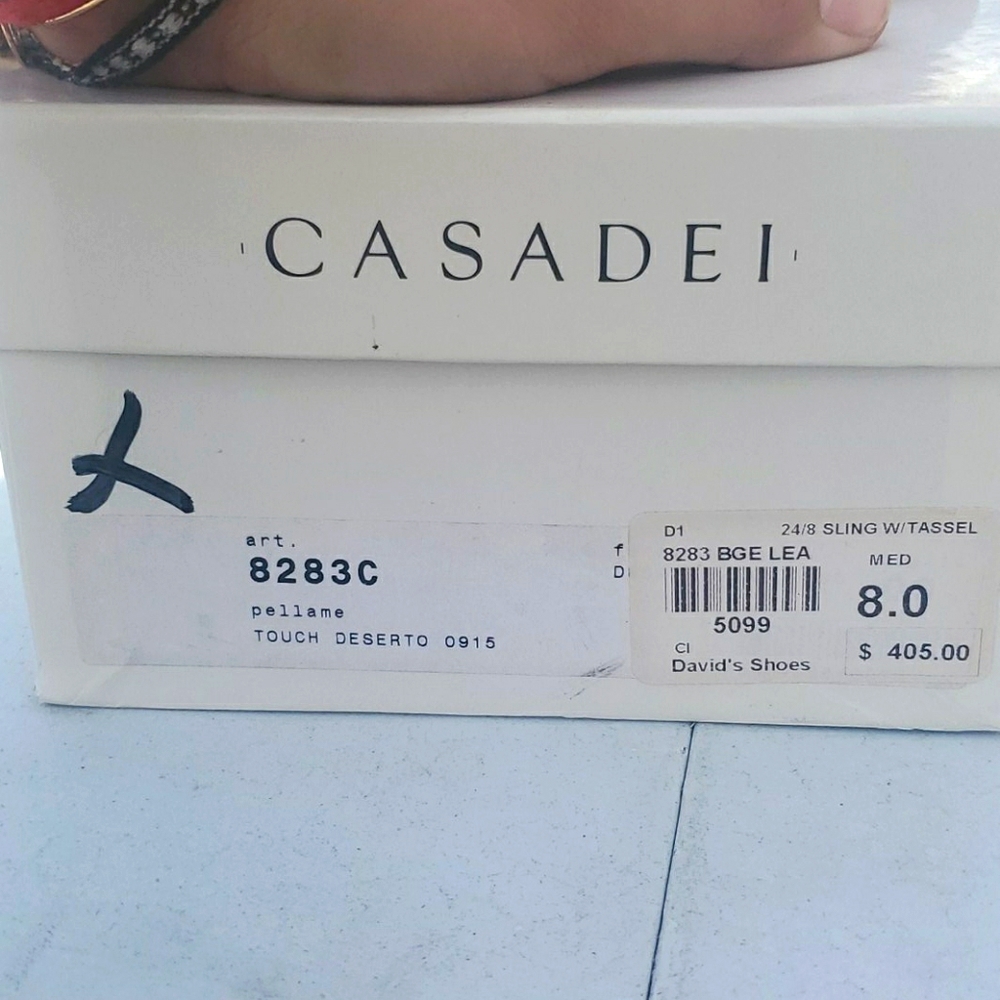 CASADEI
art.
8283C
pellame
TOUCH DESERTO 0915
D1 24/8 SLING W/TASSEL
8283 BGE LEA
MED
8.0
5099
CI
David's Shoes
$ 405.00